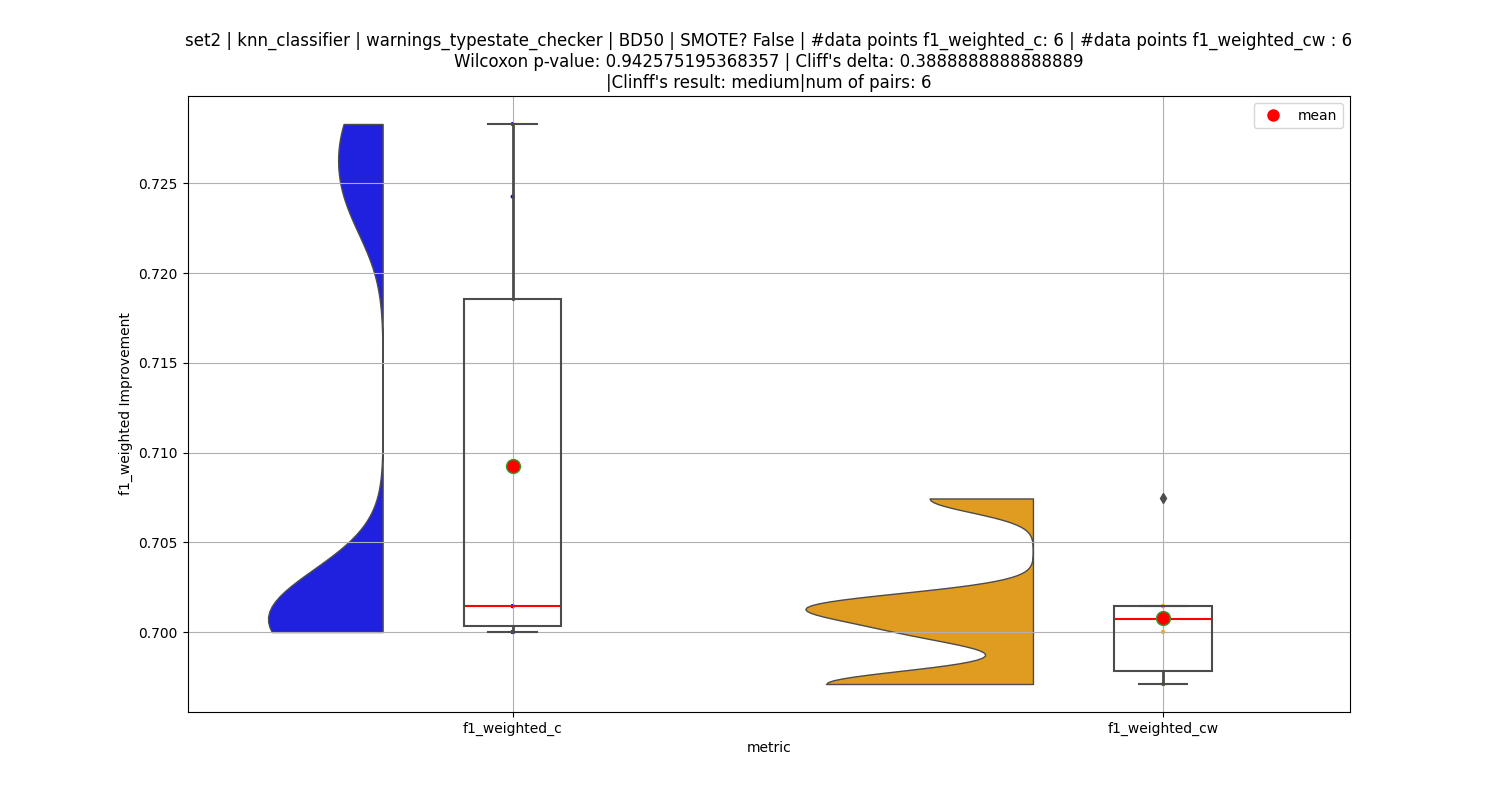 set2 | knn_classifier | warnings_typestate_checker | BD50 | SMOTE? False | #data points f1_weighted_c: 6 | #data points f1_weighted_cw : 6
Wilcoxon p-value: 0.942575195368357 | Cliff's delta: 0.3888888888888889
|Clinff's result: medium|num of pairs: 6
mean
0.725
0.720
0.715
0.710
0.705
0.700
f1_weighted Improvement
f1_weighted_c
f1_weighted_cw
metric